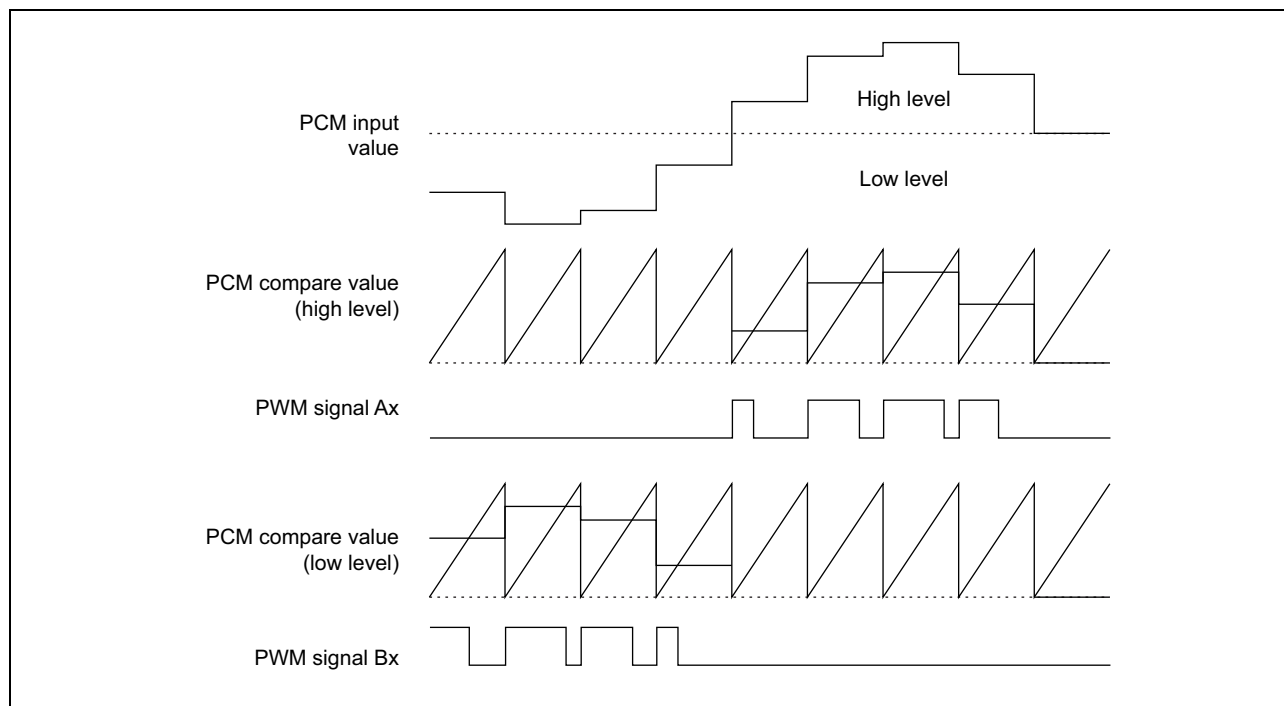 High level
PCM input
value
Low level
PCM compare value
(high level)
PWM signal Ax
PCM compare value
(low level)
PWM signal Bx